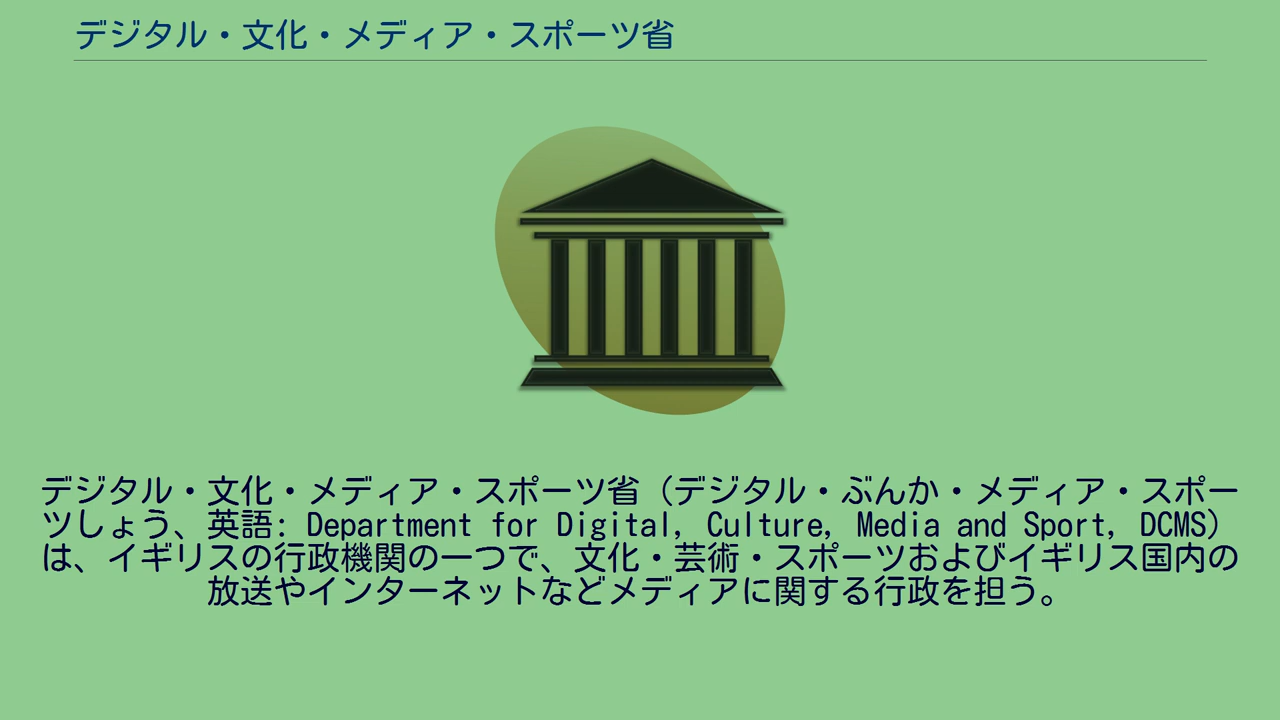 デジタル・文化・メディア・スポーツ省
デジタル・文化・メディア・スポーツ省（デジタル・ぶんか・メディア・スポー
ツしょう、英語: Department for Digital, Culture, Media and Sport, DCMS）
は、イギリスの行政機関の一つで、文化・芸術・スポーツおよびイギリス国内の
放送やインターネットなどメディアに関する行政を担う。